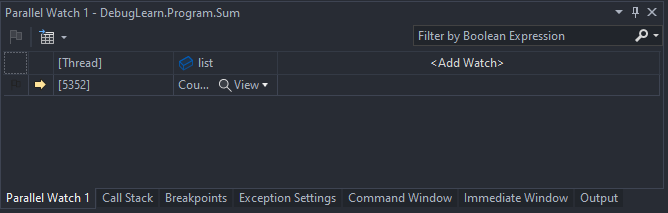 Parallel Watch 1 - DebugLearn.Program.Sum
Filter by Boolean Expression
[Thread] list <Add Watch>
[5352] Cou... View
Parallel Watch 1 Call Stack Breakpoints Exception Settings Command Window Immediate Window Output